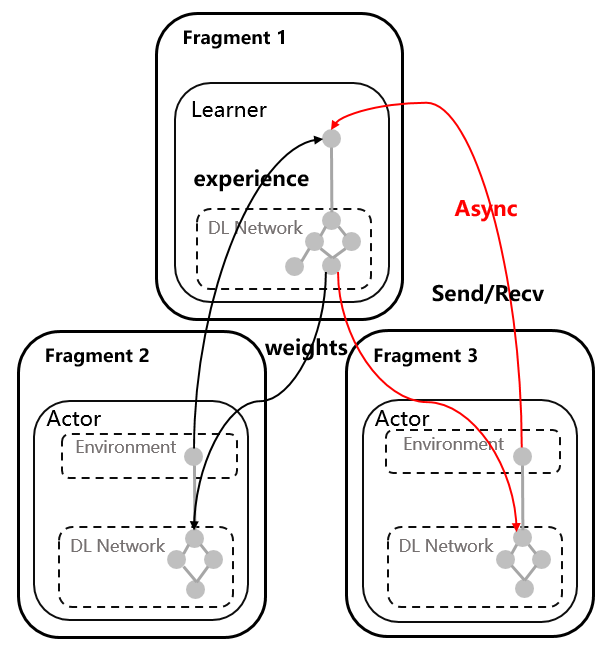 Fragment 1
Learner
experience
DL Network
Async
Send/Recv
weights
Fragment 2
Actor
Environment
DL Network
Fragment 3
Actor
Environment
DL Network